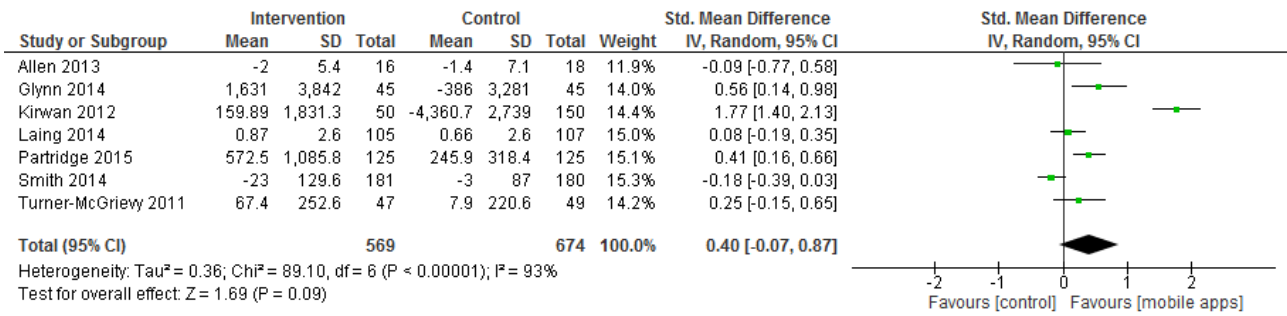 Intervention Control Std. Mean Difference Std. Mean Difference
Study or Subgroup Mean SD Total Mean SD Total Weight IV, Random, 95% CI IV, Random, 95% CI
Allen 2013 -2 5.4 16 -1.4 7.1 18 11.9% -0.09 [-0.77, 0.58]
Glynn 2014 1,631 3,842 45 -386 3,281 45 14.0% 0.56 [0.14, 0.98]
Kirwan 2012 159.89 1,831.3 50 -4,360.7 2,739 150 14.4% 1.77 [1.40, 2.13]
Laing 2014 0.87 2.6 105 0.66 2.6 107 15.0% 0.08 [-0.19, 0.35]
Partridge 2015 572.5 1,085.8 125 245.9 318.4 125 15.1% 0.41 [0.16, 0.66]
Smith 2014 -23 129.6 181 -3 87 180 15.3% -0.18 [-0.39, 0.03]
Turner-McGrievy 2011 67.4 252.6 47 7.9 220.6 49 14.2% 0.25 [-0.15, 0.65]
Total (95% CI) 569 674 100.0% 0.40 [-0.07, 0.87]
Heterogeneity: Tau² = 0.36; Chi² = 89.10, df = 6 (P < 0.00001); I² = 93%
Test for overall effect: Z = 1.69 (P = 0.09)
-2 -1 0 1 2
Favours [control] Favours [mobile apps]